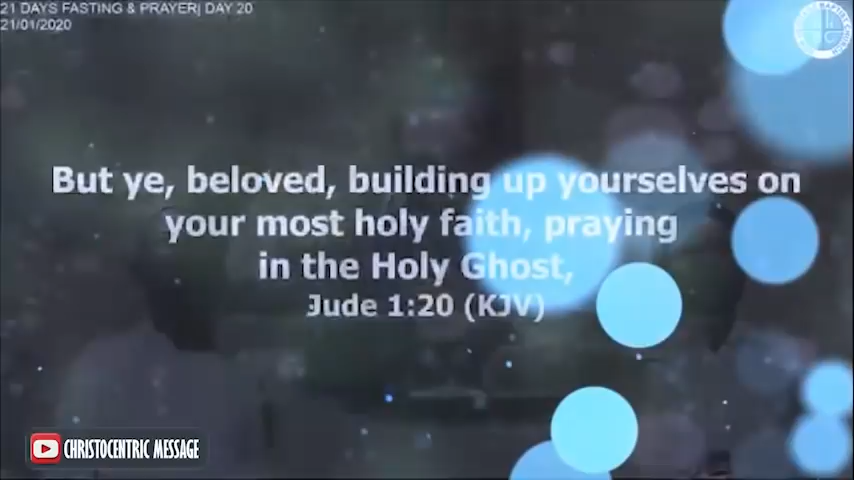 21 DAYS FASTING & PRAYER| DAY 20
21/01/2020
But ye, beloved, building up yourselves on
your most holy faith, praying
in the Holy Ghost,
Jude 1:20 (KJV)
CHRISTOCENTRIC MESSAGE